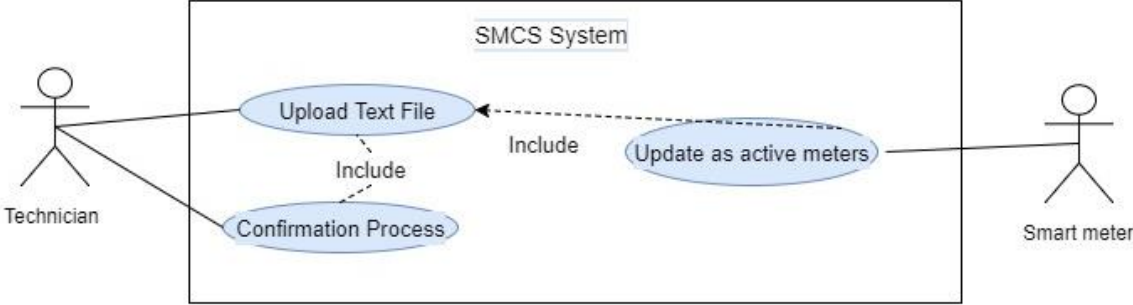 SMCS System
Upload Text File
Include
Update as active meters
Include
Technician
Confirmation Process
Smart meter